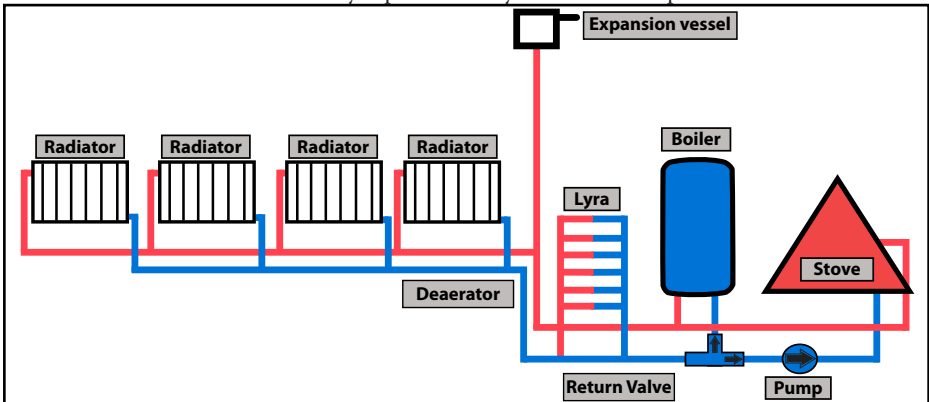 Expansion vessel
Radiator
Radiator
Radiator
Radiator
Boiler
Lyra
Stove
Deaerator
Return Valve
Pump